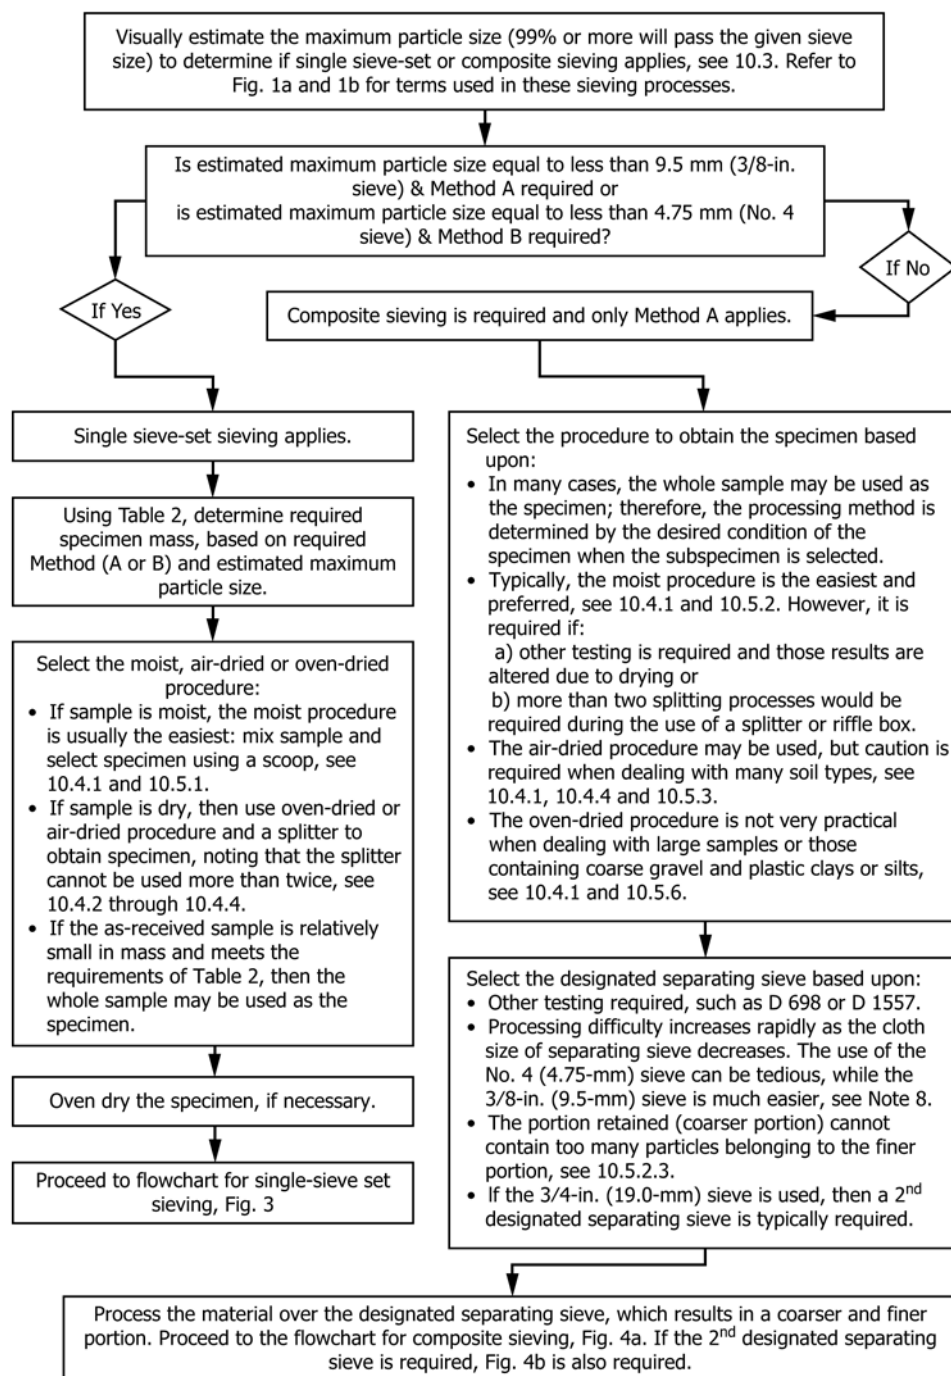 Visually estimate the maximum particle size (99% or more will pass the given sieve
size) to determine if single sieve-set or composite sieving applies, see 10.3. Refer to
Fig. 1a and 1b for terms used in these sieving processes.
Is estimated maximum particle size equal to less than 9.5 mm (3/8-in.
sieve) & Method A required or
is estimated maximum particle size equal to less than 4.75 mm (No. 4
sieve) & Method B required?
If Yes
If No
Composite sieving is required and only Method A applies.
Single sieve-set sieving applies.
Using Table 2, determine required
specimen mass, based on required
Method (A or B) and estimated maximum
particle size.
Select the moist, air-dried or oven-dried
procedure:
• If sample is moist, the moist procedure
is usually the easiest: mix sample and
select specimen using a scoop, see
10.4.1 and 10.5.1.
• If sample is dry, then use oven-dried or
air-dried procedure and a splitter to
obtain specimen, noting that the splitter
cannot be used more than twice, see
10.4.2 through 10.4.4.
• If the as-received sample is relatively
small in mass and meets the
requirements of Table 2, then the
whole sample may be used as the
specimen.
Oven dry the specimen, if necessary.
Proceed to flowchart for single-sieve set
sieving, Fig. 3
Select the procedure to obtain the specimen based
upon:
• In many cases, the whole sample may be used as
the specimen; therefore, the processing method is
determined by the desired condition of the
specimen when the subspecimen is selected.
• Typically, the moist procedure is the easiest and
preferred, see 10.4.1 and 10.5.2. However, it is
required if:
a) other testing is required and those results are
altered due to drying or
b) more than two splitting processes would be
required during the use of a splitter or riffle box.
• The air-dried procedure may be used, but caution is
required when dealing with many soil types, see
10.4.1, 10.4.4 and 10.5.3.
• The oven-dried procedure is not very practical
when dealing with large samples or those
containing coarse gravel and plastic clays or silts,
see 10.4.1 and 10.5.6.
Select the designated separating sieve based upon:
• Other testing required, such as D 698 or D 1557.
• Processing difficulty increases rapidly as the cloth
size of separating sieve decreases. The use of the
No. 4 (4.75-mm) sieve can be tedious, while the
3/8-in. (9.5-mm) sieve is much easier, see Note 8.
• The portion retained (coarser portion) cannot
contain too many particles belonging to the finer
portion, see 10.5.2.3.
• If the 3/4-in. (19.0-mm) sieve is used, then a 2nd
designated separating sieve is typically required.
Process the material over the designated separating sieve, which results in a coarser and finer
portion. Proceed to the flowchart for composite sieving, Fig. 4a. If the 2nd designated separating
sieve is required, Fig. 4b is also required.